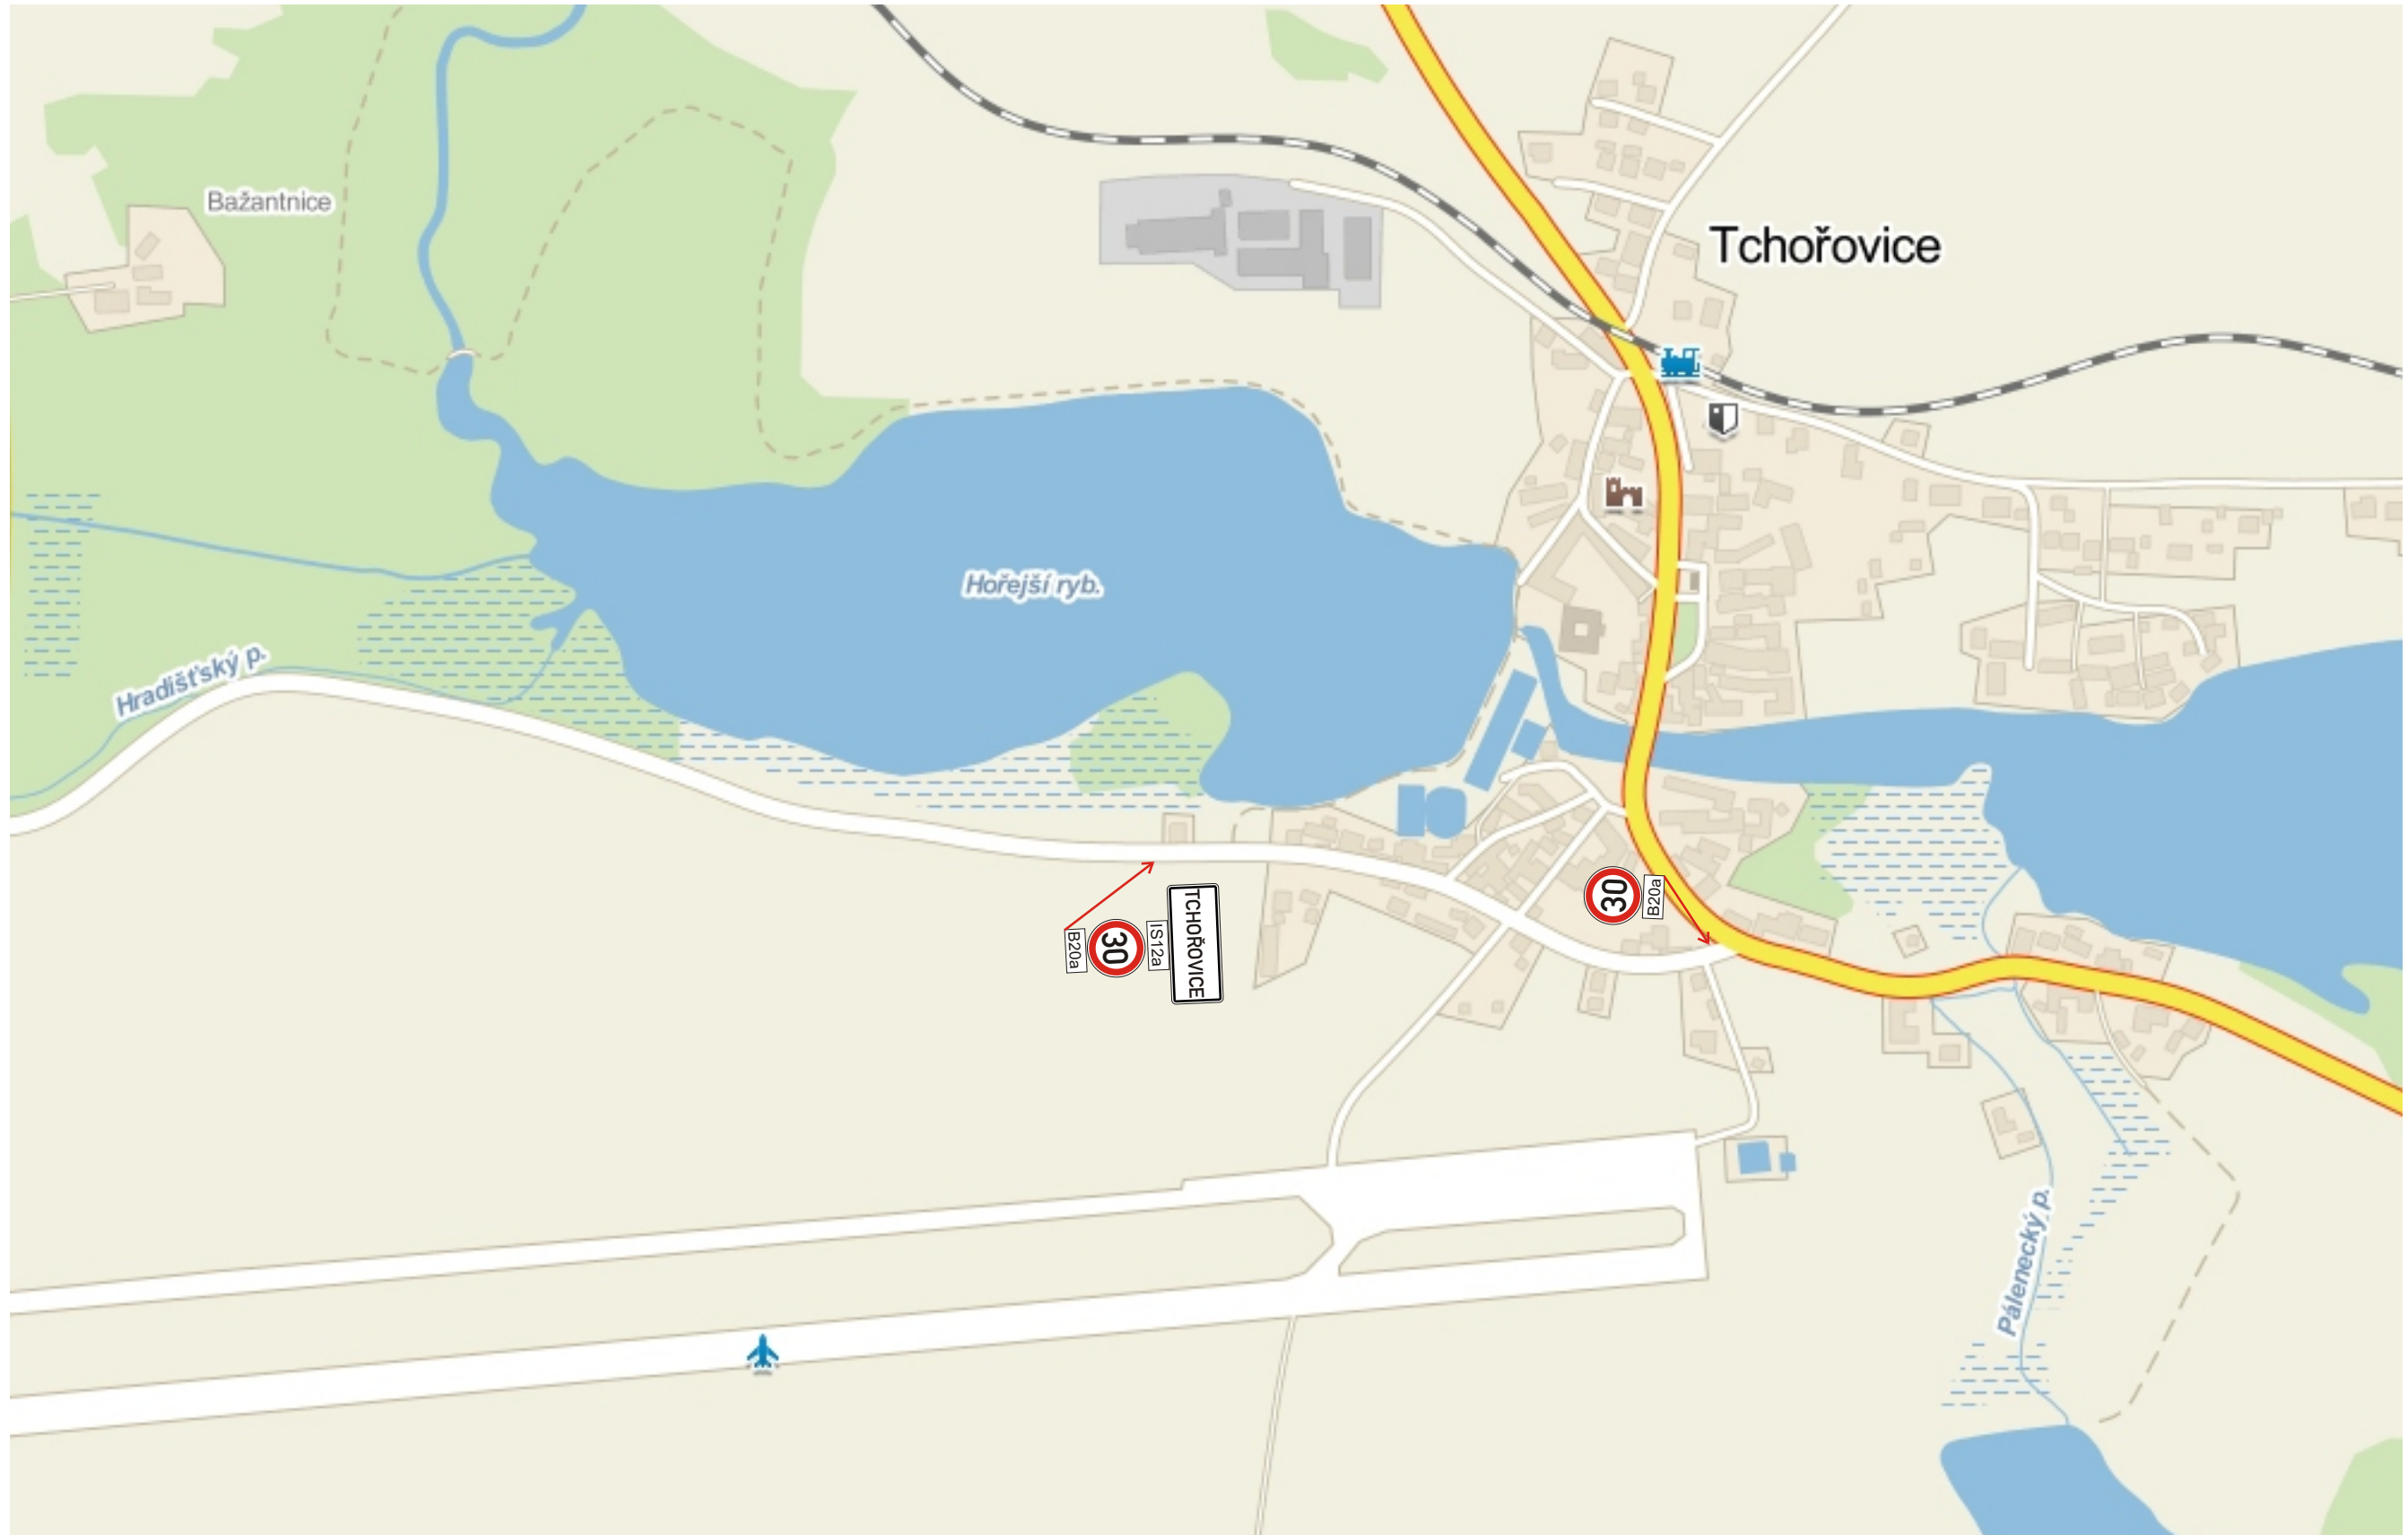 Bažantnice
Tchořovice
Hořejší ryb.
Hradišťský p.
30
B20a
B20a
30
IS12a
TCHOŘOVICE
Pálenecký p.